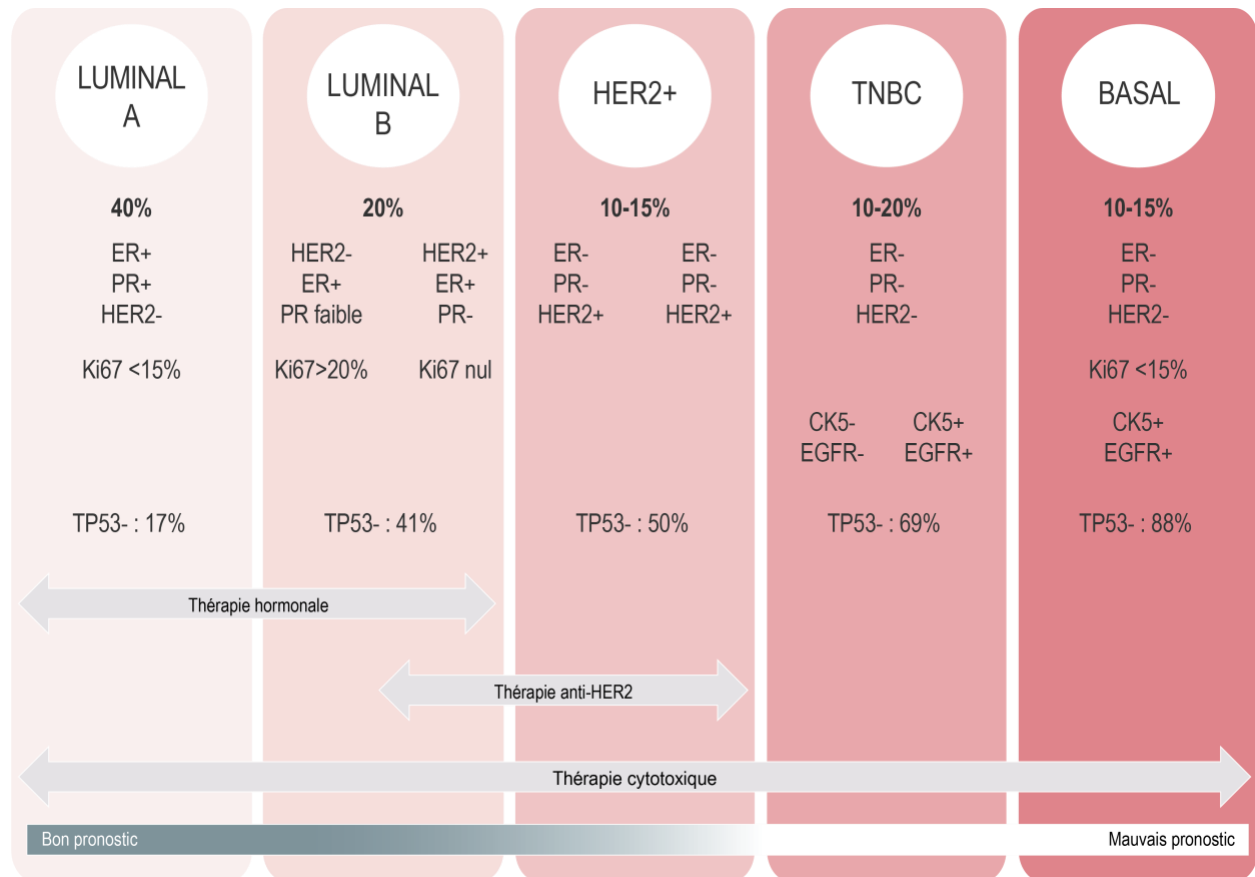 LUMINAL
A
LUMINAL
B
HER2+
TNBC
BASAL
40%
20%
10-15%
10-20%
10-15%
ER+
PR+
HER2-
HER2-
ER+
PR faible
HER2+
ER+
PR-
ER-
PR-
HER2+
ER-
PR-
HER2+
ER-
PR-
HER2-
ER-
PR-
HER2-
Ki67 <15%
Ki67>20%
Ki67 nul
Ki67 <15%
CK5-
EGFR-
CK5+
EGFR+
CK5+
EGFR+
TP53- : 17%
TP53- : 41%
TP53- : 50%
TP53- : 69%
TP53- : 88%
Thérapie hormonale
Thérapie anti-HER2
Thérapie cytotoxique
Bon pronostic
Mauvais pronostic